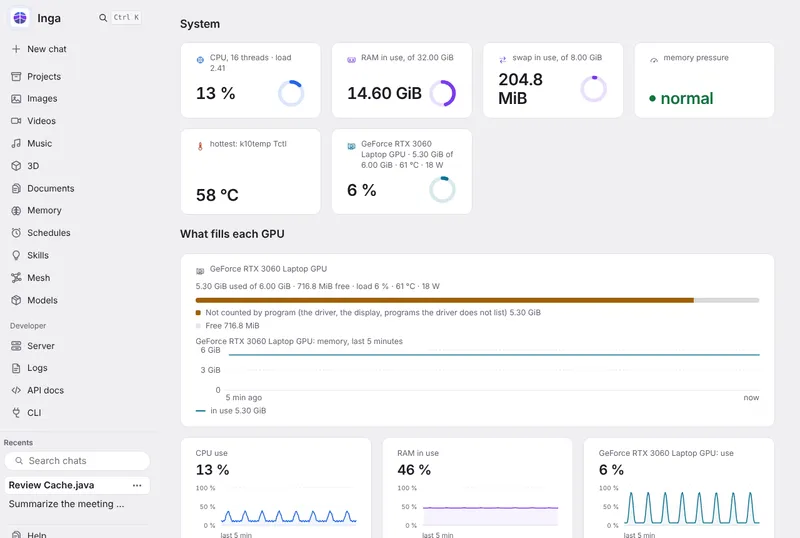 Inga
Ctrl K
New chat
Projects
Images
Videos
Music
3D
Documents
Memory
Schedules
Skills
Mesh
Models
Developer
Server
Logs
API docs
CLI
Recents
Search chats
Review Cache.java
Summarize the meeting ...
Help
System
CPU, 16 threads · load
2.41
13 %
RAM in use, of 32.00 GiB
14.60 GiB
swap in use, of 8.00 GiB
204.8
MiB
memory pressure
normal
hottest: k10temp Tctl
58 °C
GeForce RTX 3060
Laptop GPU · 5.30 GiB of
6.00 GiB · 61 °C · 18 W
6 %
What fills each GPU
GeForce RTX 3060 Laptop GPU
5.30 GiB used of 6.00 GiB · 716.8 MiB free · load 6 % · 61 °C · 18 W
Not counted by program (the driver, the display, programs the driver does not list) 5.30 GiB
Free 716.8 MiB
GeForce RTX 3060 Laptop GPU: memory, last 5 minutes
6 GiB
3 GiB
0
5 min ago
now
in use 5.30 GiB
CPU use
13 %
100 %
50 %
0 %
last 5 min
RAM in use
46 %
100 %
50 %
0 %
last 5 min
GeForce RTX 3060 Laptop GPU: use
6 %
100 %
50 %
0 %
last 5 min